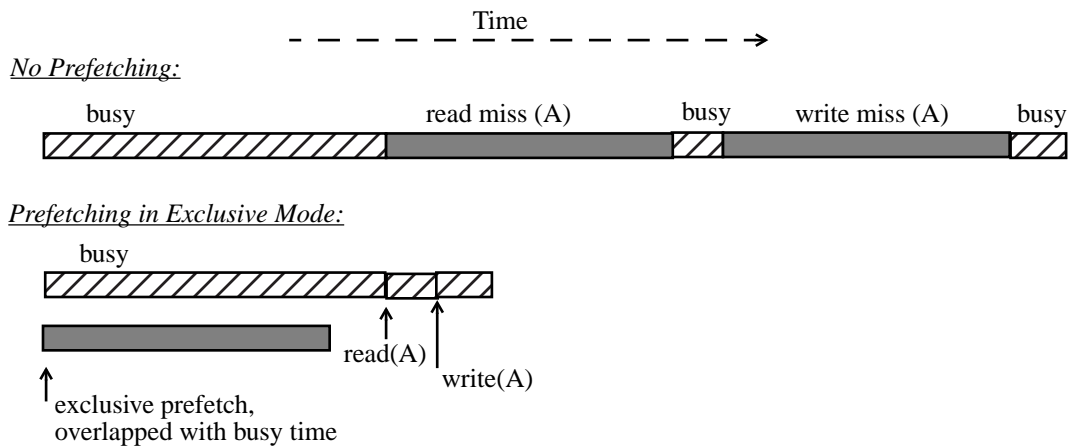 Time
No Prefetching:
busy
read miss (A)
busy
write miss (A)
busy
Prefetching in Exclusive Mode:
busy
read(A)
write(A)
exclusive prefetch,
overlapped with busy time